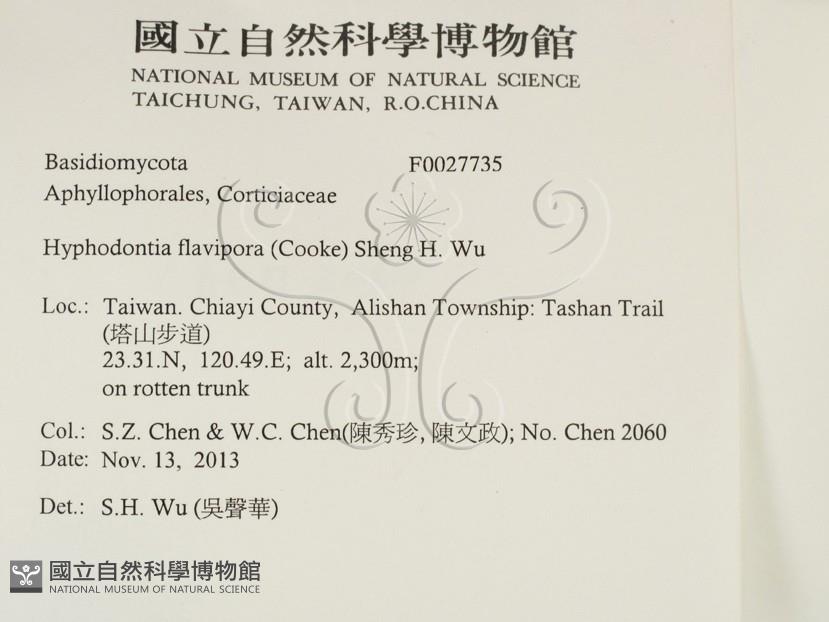 國立自然科學博物館
NATIONAL MUSEUM OF NATURAL SCIENCE
TAICHUNG, TAIWAN, R.O.CHINA
Basidiomycota F0027735
Aphyllophorales, Corticiaceae
Hyphodontia flavipora (Cooke) Sheng H. Wu
Loc.: Taiwan. Chiayi County, Alishan Township: Tashan Trail
(塔山步道)
23.31.N, 120.49.E; alt. 2,300m;
on rotten trunk
Col.: S.Z. Chen & W.C. Chen(陳秀珍, 陳文政); No. Chen 2060
Date: Nov. 13, 2013
Det.: S.H. Wu (吳聲華)
國立自然科學博物館
NATIONAL MUSEUM OF NATURAL SCIENCE